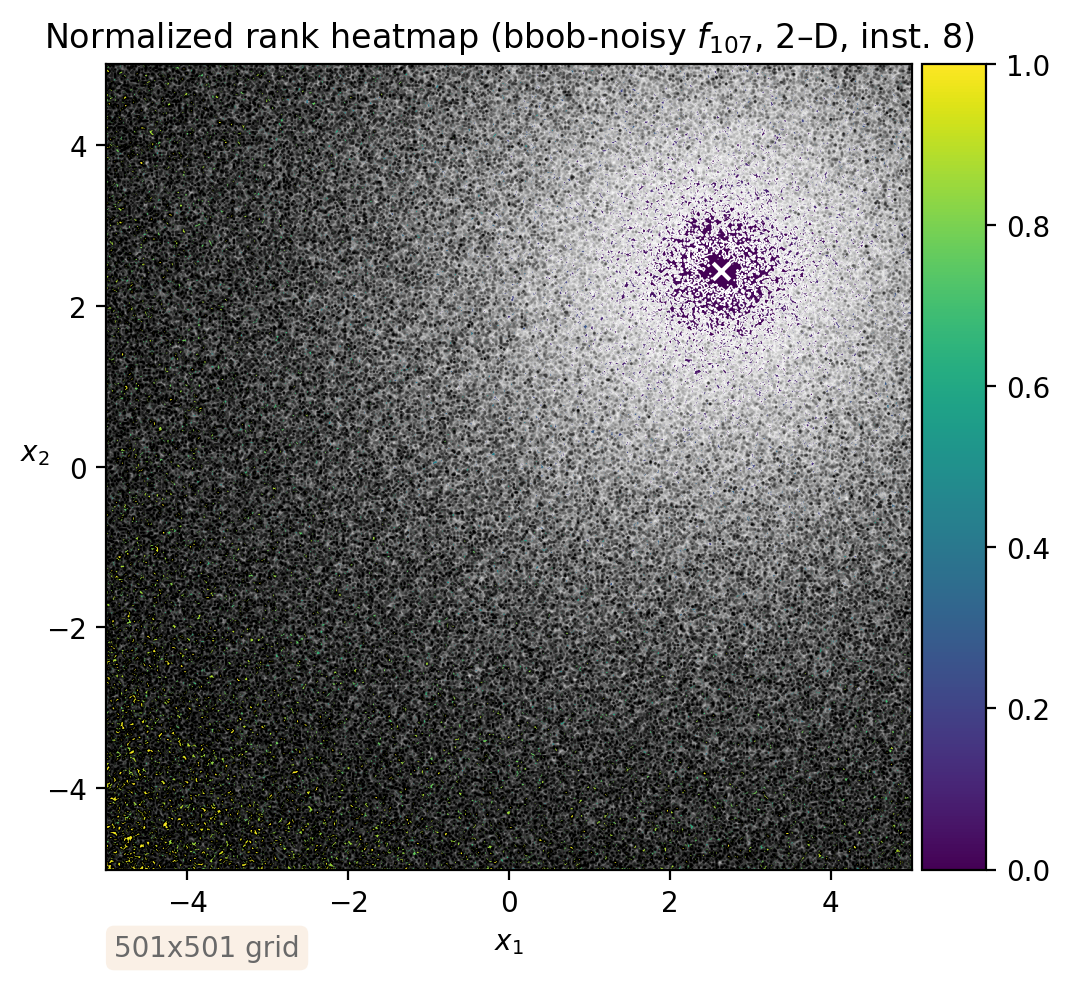 Normalized rank heatmap (bbob-noisy f₁₀₇, 2–D, inst. 8)
1.0
0.8
0.6
0.4
0.2
0.0
4
2
0
−2
−4
x₂
−4 −2 0 2 4
x₁
501x501 grid